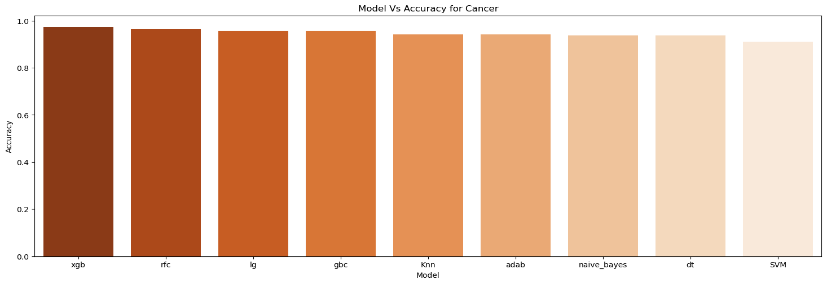 Model Vs Accuracy for Cancer
1.0
0.8
0.6
0.4
0.2
0.0
Accuracy
xgb rfc lg gbc Knn adab naive_bayes dt SVM
Model